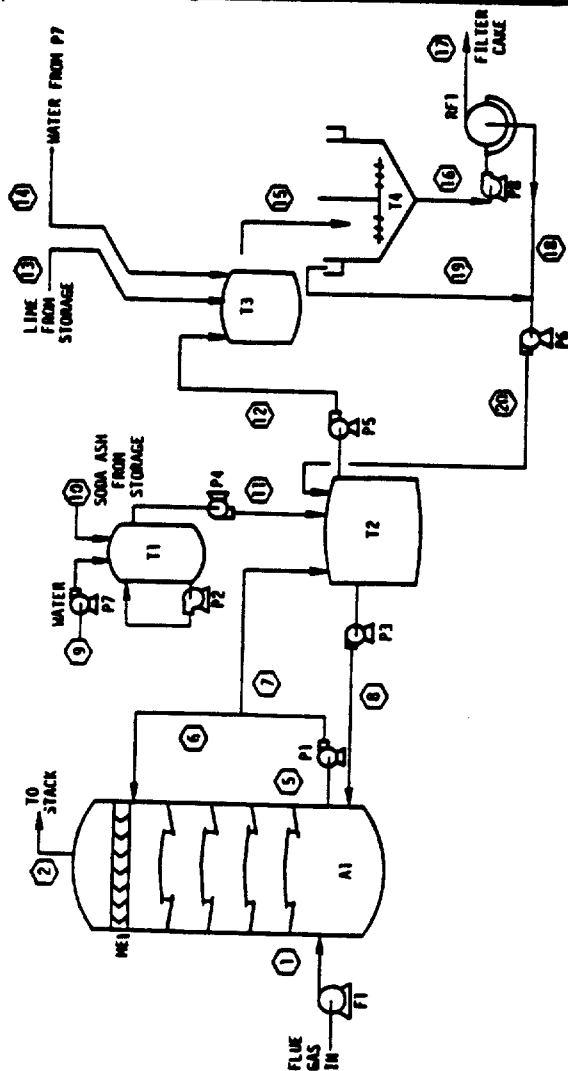 FLUE
GAS
IN
F1
1
2
TO
STACK
ME1
A1
5
P1
6
7
8
P3
T2
9
WATER
P7
10
SODA ASH
FROM
STORAGE
T1
P2
P4
11
12
P5
13
LIME
FROM
STORAGE
14
WATER FROM P7
T3
15
T4
16
P8
RF1
17
FILTER
CAKE
18
19
P6
20